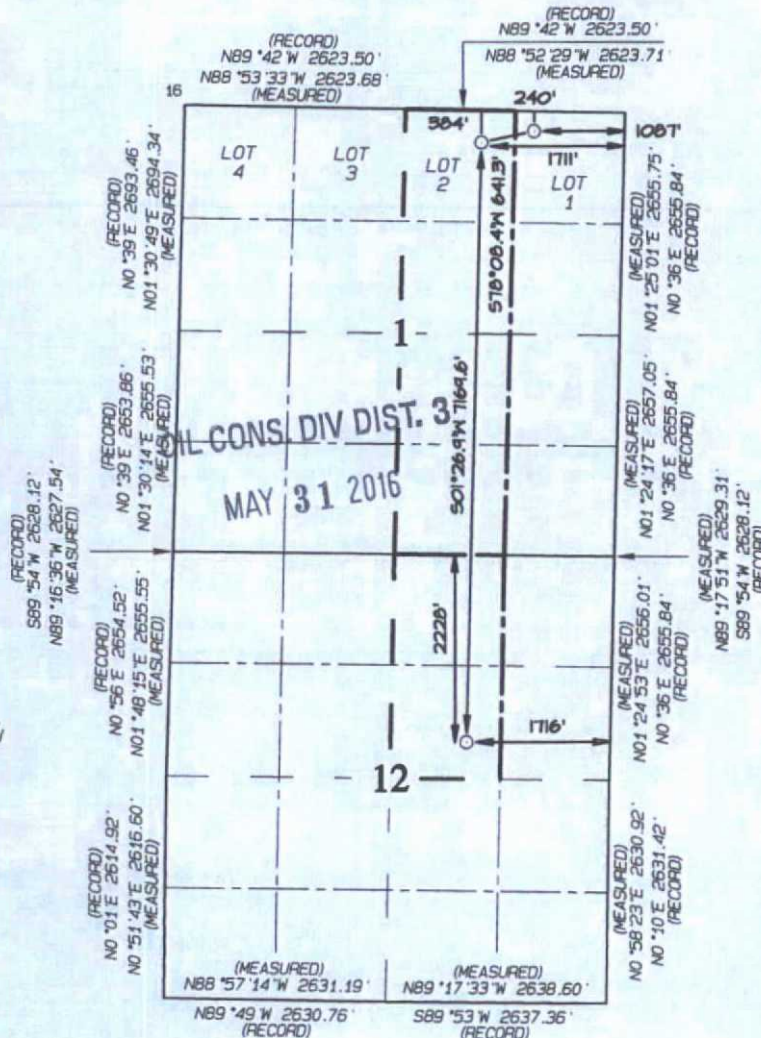 (RECORD)
N89°42'W 2623.50'
N88°52'29"W 2623.71'
(MEASURED)
(RECORD)
N89°42'W 2623.50'
N88°53'33"W 2623.68'
(MEASURED)
16
240'
384'
1087'
1711'
LOT
4
LOT
3
LOT
2
LOT
1
S78°08.4'W 641.3'
(RECORD)
N0°39'E 2693.46'
N01°30'49"E 2694.34'
(MEASURED)
(MEASURED)
N01°25'01"E 2655.75'
N0°36'E 2655.84'
(RECORD)
1
S01°26.9'W 7169.6'
(RECORD)
N0°39'E 2653.86'
N01°30'14"E 2655.53'
(MEASURED)
(MEASURED)
N01°24'17"E 2657.05'
N0°36'E 2655.84'
(RECORD)
OIL CONS. DIV DIST. 3
MAY 31 2016
(RECORD)
S89°54'W 2628.12'
N89°16'36"W 2627.54'
(MEASURED)
(MEASURED)
N89°17'51"W 2629.31'
S89°54'W 2628.12'
(RECORD)
(RECORD)
N0°56'E 2654.52'
N01°48'15"E 2655.55'
(MEASURED)
2228'
(MEASURED)
N01°24'53"E 2656.01'
N0°36'E 2655.84'
(RECORD)
1716'
12
(RECORD)
N0°01'E 2614.92'
N0°51'43"E 2616.60'
(MEASURED)
(MEASURED)
N0°58'23"E 2630.92'
N0°10'E 2631.42'
(RECORD)
(MEASURED)
N88°57'14"W 2631.19'
(MEASURED)
N89°17'33"W 2638.60'
N89°49'W 2630.76'
(RECORD)
S89°53'W 2637.36'
(RECORD)